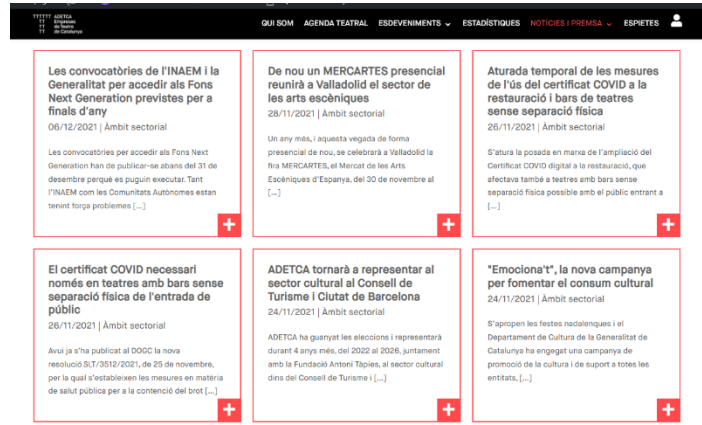 TTTTTT ADETCA
TT Empreses
TT de Teatre
TT de Catalunya
QUI SOM AGENDA TEATRAL ESDEVENIMENTS ESTADÍSTIQUES NOTÍCIES I PREMSA ESPIETES
Les convocatòries de l'INAEM i la
Generalitat per accedir als Fons
Next Generation previstes per a
finals d'any
06/12/2021 | Àmbit sectorial
Les convocatòries per accedir als Fons Next
Generation han de publicar-se abans del 31 de
desembre perquè es puguin executar. Tant
l'INAEM com les Comunitats Autònomes estan
tenint força problemes [...]
+
De nou un MERCARTES presencial
reunirà a Valladolid el sector de
les arts escèniques
28/11/2021 | Àmbit sectorial
Un any més, i aquesta vegada de forma
presencial de nou, se celebrarà a Valladolid la
fira MERCARTES, el Mercat de les Arts
Escèniques d'Espanya, del 30 de novembre al
[...]
+
Aturada temporal de les mesures
de l'ús del certificat COVID a la
restauració i bars de teatres
sense separació física
26/11/2021 | Àmbit sectorial
S'atura la posada en marxa de l'ampliació del
Certificat COVID digital a la restauració, que
afectava també a teatres amb bars sense
separació física possible amb el públic entrant a
[...]
+
El certificat COVID necessari
només en teatres amb bars sense
separació física de l'entrada de
públic
26/11/2021 | Àmbit sectorial
Avui ja s'ha publicat al DOGC la nova
resolució SLT/3512/2021, de 25 de novembre,
per la qual s'estableixen les mesures en matèria
de salut pública per a la contenció del brot [...]
+
ADETCA tornarà a representar al
sector cultural al Consell de
Turisme i Ciutat de Barcelona
24/11/2021 | Àmbit sectorial
ADETCA ha guanyat les eleccions i representarà
durant 4 anys més, del 2022 al 2026, juntament
amb la Fundació Antoni Tàpies, al sector cultural
dins del Consell de Turisme i [...]
+
"Emociona't", la nova campanya
per fomentar el consum cultural
24/11/2021 | Àmbit sectorial
S'apropen les festes nadalenques i el
Departament de Cultura de la Generalitat de
Catalunya ha engegat una campanya de
promoció de la cultura i de suport a totes les
entitats, [...]
+